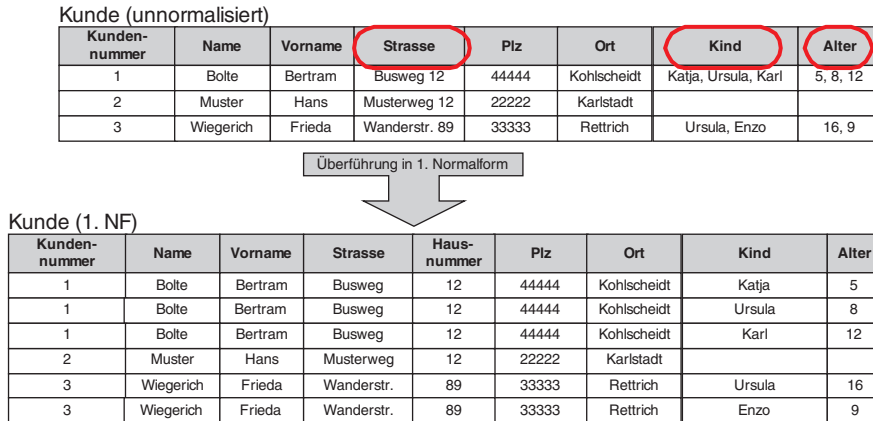 Kunde (unnormalisiert)
Kunden-nummer Name Vorname Strasse Plz Ort Kind Alter
1 Bolte Bertram Busweg 12 44444 Kohlscheidt Katja, Ursula, Karl 5, 8, 12
2 Muster Hans Musterweg 12 22222 Karlstadt
3 Wiegerich Frieda Wanderstr. 89 33333 Rettrich Ursula, Enzo 16, 9
Überführung in 1. Normalform
Kunde (1. NF)
Kunden-nummer Name Vorname Strasse Haus-nummer Plz Ort Kind Alter
1 Bolte Bertram Busweg 12 44444 Kohlscheidt Katja 5
1 Bolte Bertram Busweg 12 44444 Kohlscheidt Ursula 8
1 Bolte Bertram Busweg 12 44444 Kohlscheidt Karl 12
2 Muster Hans Musterweg 12 22222 Karlstadt
3 Wiegerich Frieda Wanderstr. 89 33333 Rettrich Ursula 16
3 Wiegerich Frieda Wanderstr. 89 33333 Rettrich Enzo 9